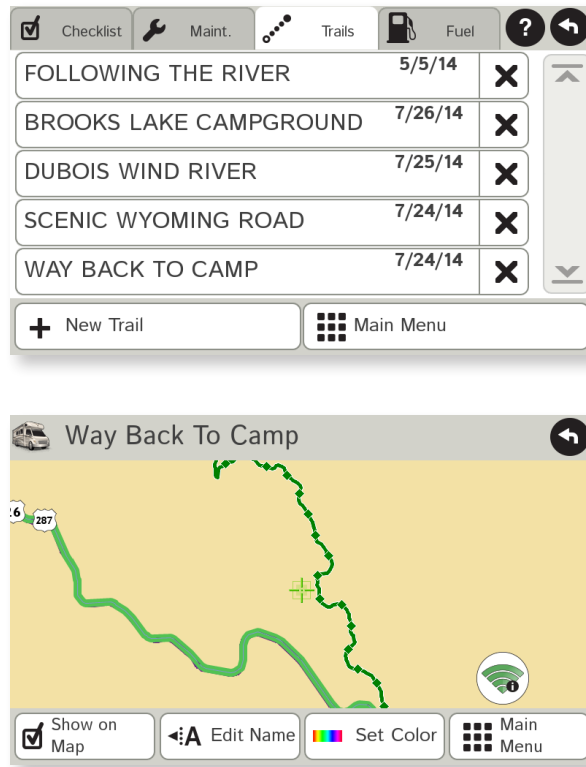 Checklist Maint. Trails Fuel ?
FOLLOWING THE RIVER 5/5/14
BROOKS LAKE CAMPGROUND 7/26/14
DUBOIS WIND RIVER 7/25/14
SCENIC WYOMING ROAD 7/24/14
WAY BACK TO CAMP 7/24/14
New Trail Main Menu
Way Back To Camp
26 287
Show on
Map
A Edit Name
Set Color
Main
Menu